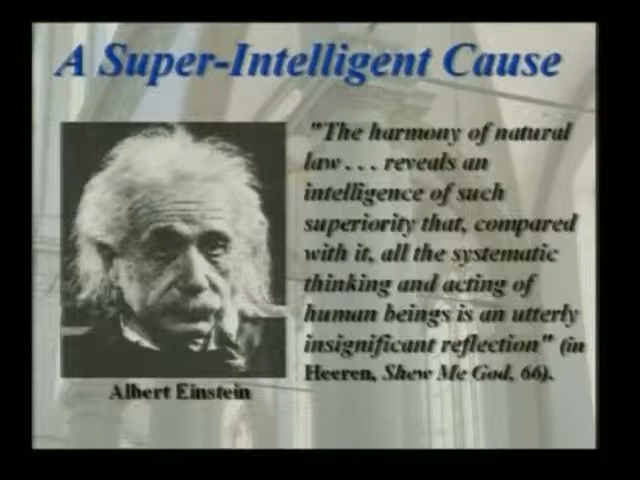 A Super-Intelligent Cause
"The harmony of natural
law . . . reveals an
intelligence of such
superiority that, compared
with it, all the systematic
thinking and acting of
human beings is an utterly
insignificant reflection" (in
Heeren, Show Me God, 66).
Albert Einstein